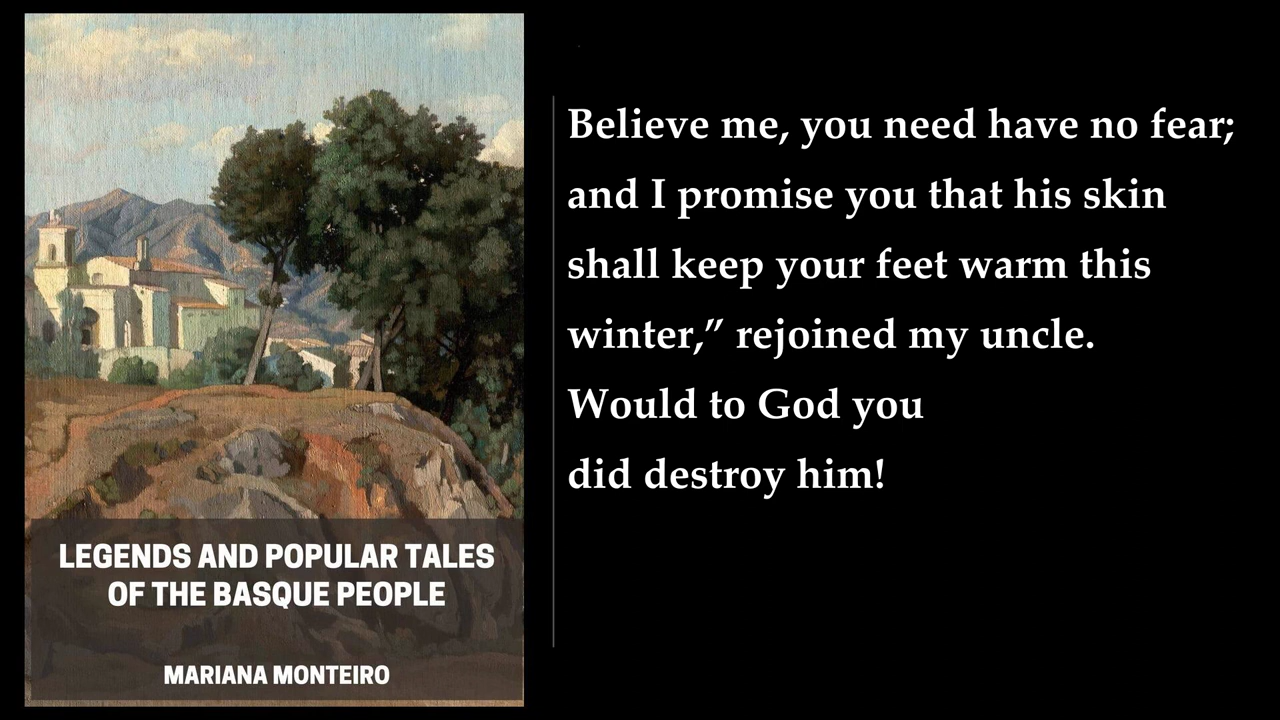 Believe me, you need have no fear;
and I promise you that his skin
shall keep your feet warm this
winter,” rejoined my uncle.
Would to God you
did destroy him!
LEGENDS AND POPULAR TALES
OF THE BASQUE PEOPLE
MARIANA MONTEIRO